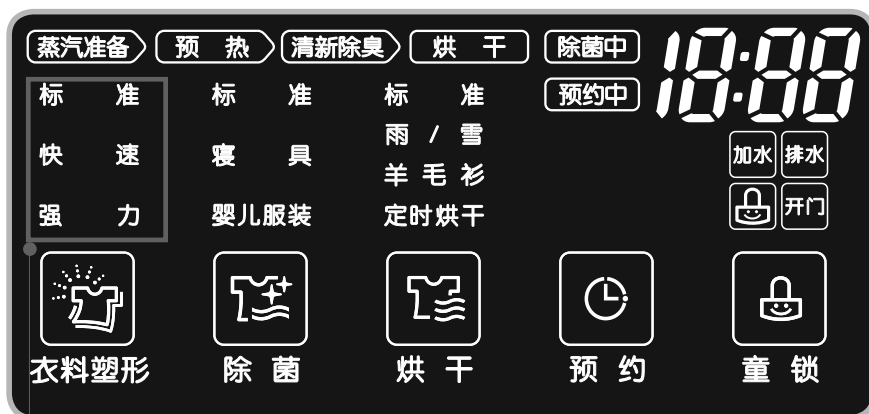 蒸汽准备 预热 清新除臭 烘干 除菌中 18:88
预约中
标准 标准 标准
雨/雪
快速 寝具
羊毛衫
加水 排水
强力 婴儿服装 定时烘干
开门
衣料塑形 除菌 烘干 预约 童锁